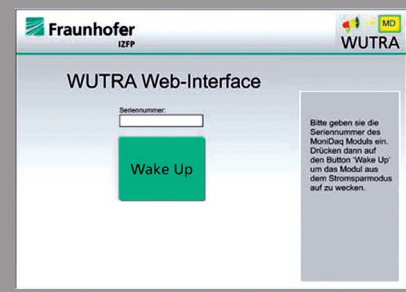 Fraunhofer
IZFP
MD
WUTRA
WUTRA Web-Interface
Seriennummer:
Wake Up
Bitte geben sie die
Seriennummer des
MoniDaq Moduls ein.
Drücken dann auf
den Button 'Wake Up'
um das Modul aus
dem Stromsparmodus
auf zu wecken.